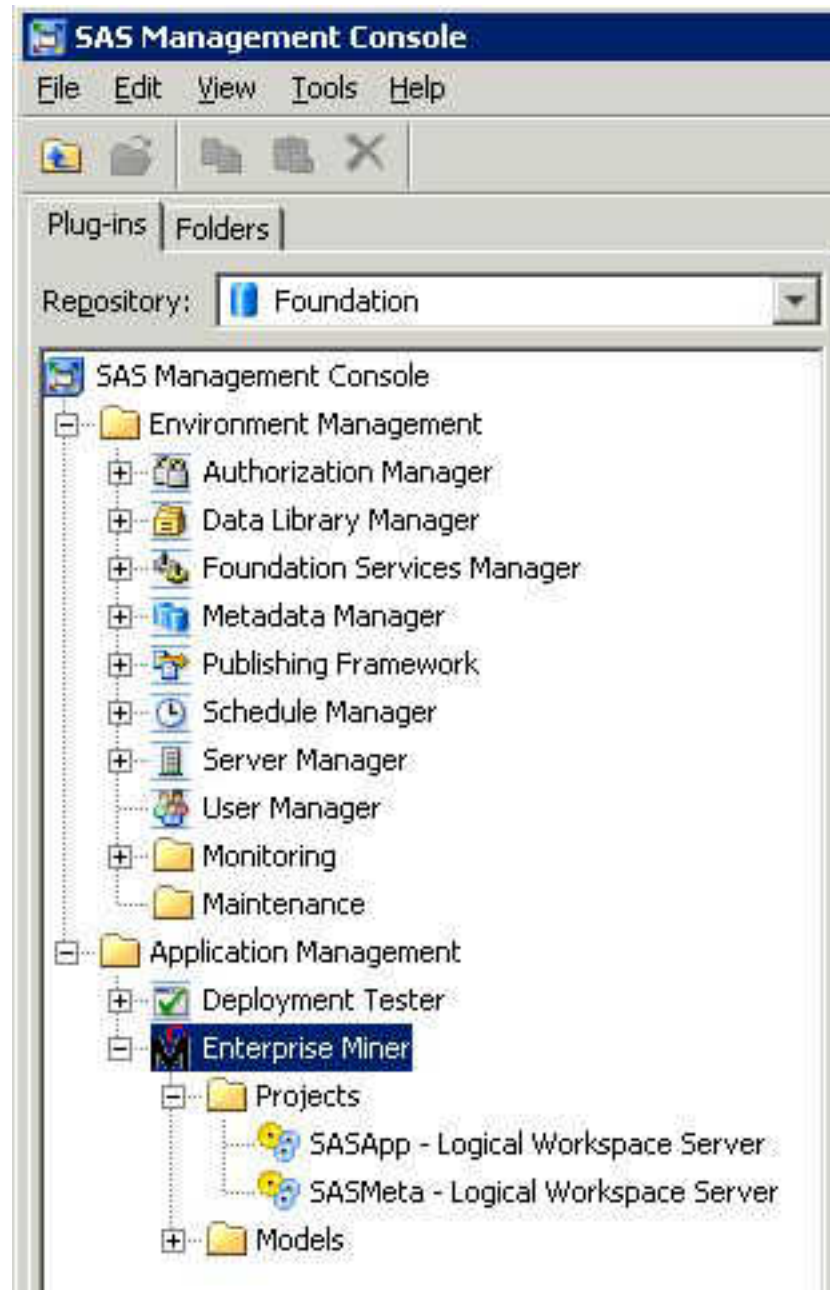 SAS Management Console
File Edit View Tools Help
Plug-ins Folders
Repository: Foundation
SAS Management Console
Environment Management
Authorization Manager
Data Library Manager
Foundation Services Manager
Metadata Manager
Publishing Framework
Schedule Manager
Server Manager
User Manager
Monitoring
Maintenance
Application Management
Deployment Tester
Enterprise Miner
Projects
SASApp - Logical Workspace Server
SASMeta - Logical Workspace Server
Models